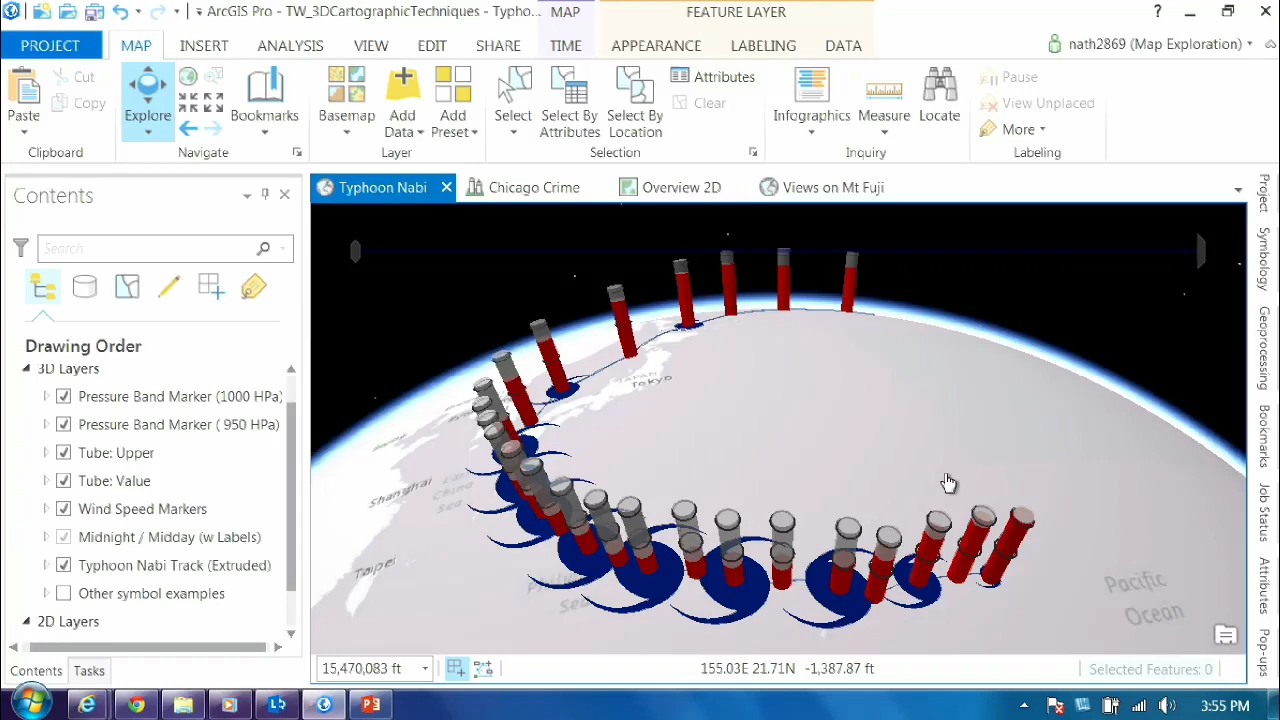 ArcGIS Pro - TW_3DCartographicTechniques - Typho...
MAP
FEATURE LAYER
?
PROJECT
MAP
INSERT
ANALYSIS
VIEW
EDIT
SHARE
TIME
APPEARANCE
LABELING
DATA
nath2869 (Map Exploration)
Paste
Cut
Copy
Clipboard
Explore
Bookmarks
Navigate
Basemap
Add Data
Add Preset
Layer
Select
Select By Attributes
Select By Location
Attributes
Clear
Selection
Infographics
Measure
Locate
Inquiry
Pause
View Unplaced
More
Labeling
Contents
Search
Drawing Order
3D Layers
Pressure Band Marker (1000 HPa)
Pressure Band Marker ( 950 HPa)
Tube: Upper
Tube: Value
Wind Speed Markers
Midnight / Midday (w Labels)
Typhoon Nabi Track (Extruded)
Other symbol examples
2D Layers
Contents
Tasks
Typhoon Nabi
Chicago Crime
Overview 2D
Views on Mt Fuji
JAPAN
Tokyo
Shanghai
East
China
Sea
Taipei
Pacific
Ocean
15,470,083 ft
155.03E 21.71N -1,387.87 ft
Selected Features: 0
Project
Symbology
Geoprocessing
Bookmarks
Job Status
Attributes
Pop-ups
3:55 PM